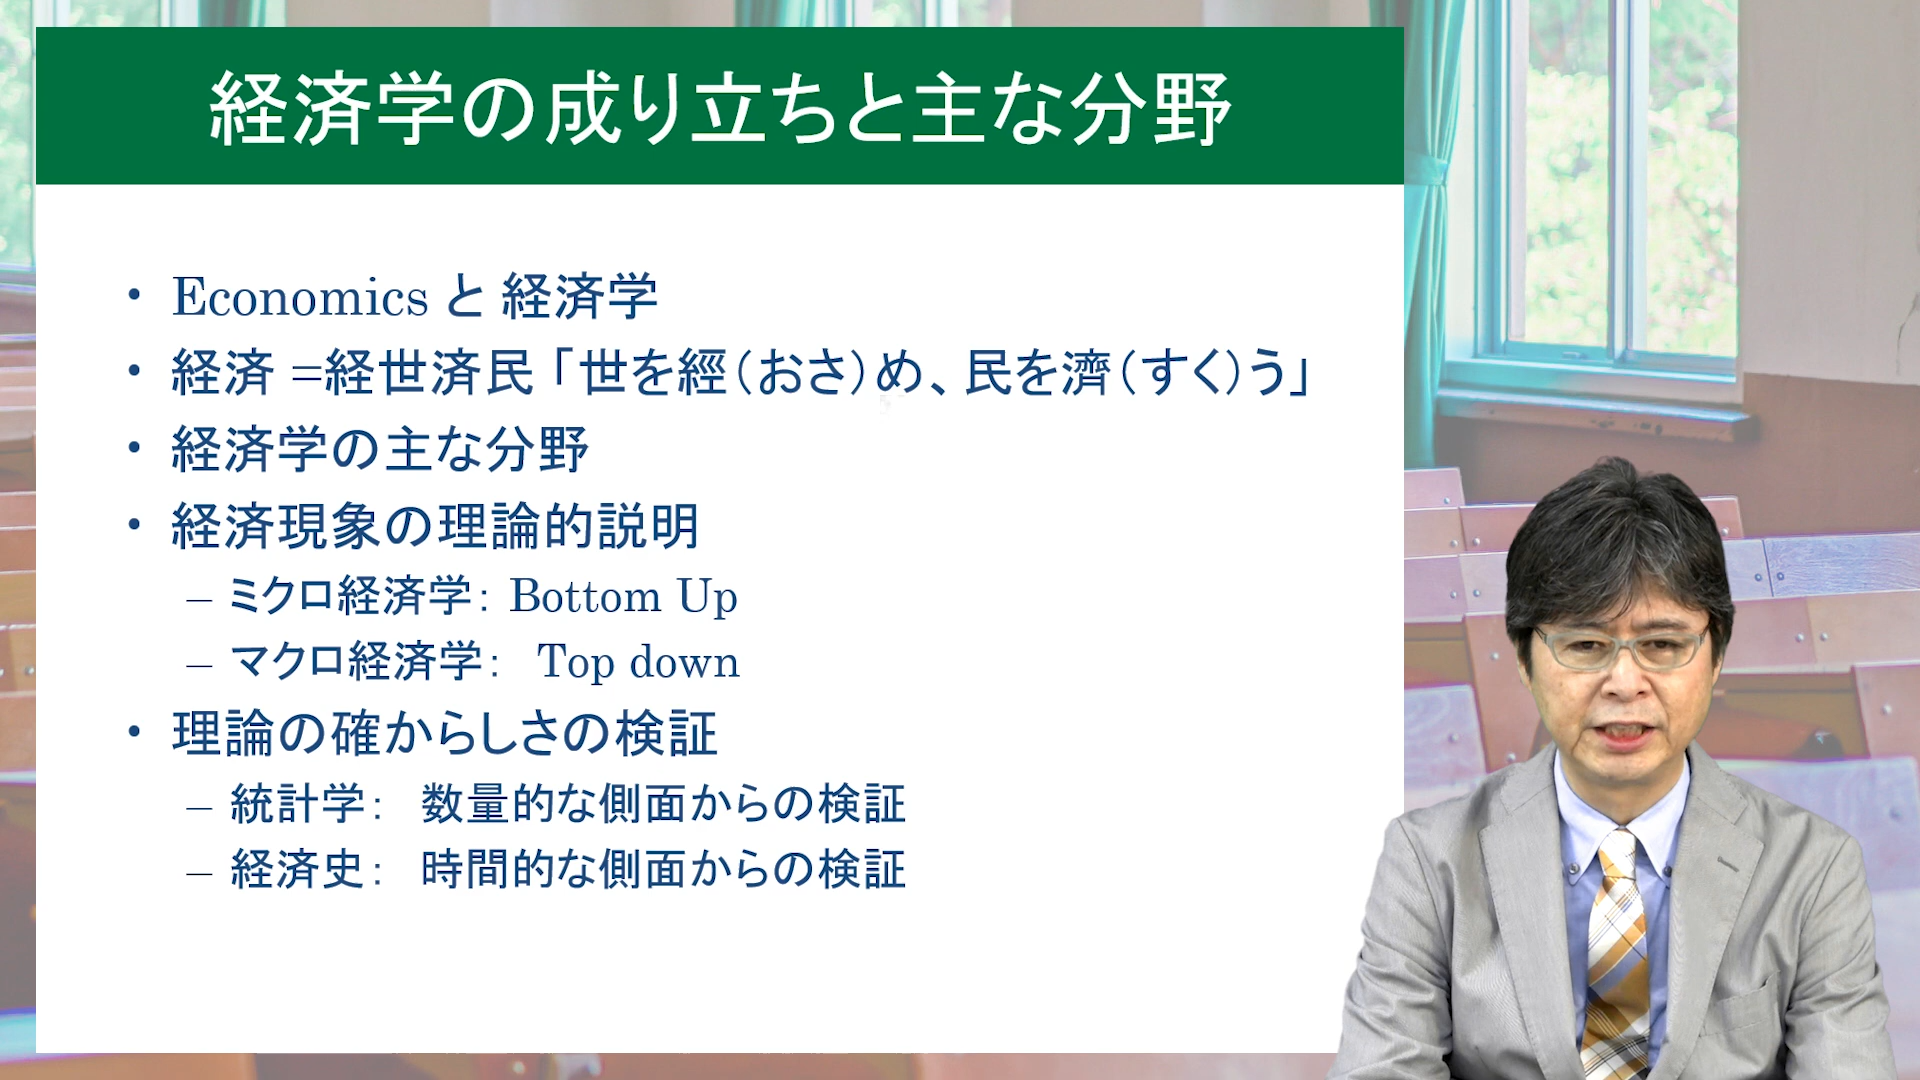 経済学の成り立ちと主な分野
• Economics と 経済学
• 経済 =経世済民 「世を經(おさ)め、民を濟(すく)う」
• 経済学の主な分野
• 経済現象の理論的説明
– ミクロ経済学: Bottom Up
– マクロ経済学: Top down
• 理論の確からしさの検証
– 統計学: 数量的な側面からの検証
– 経済史: 時間的な側面からの検証